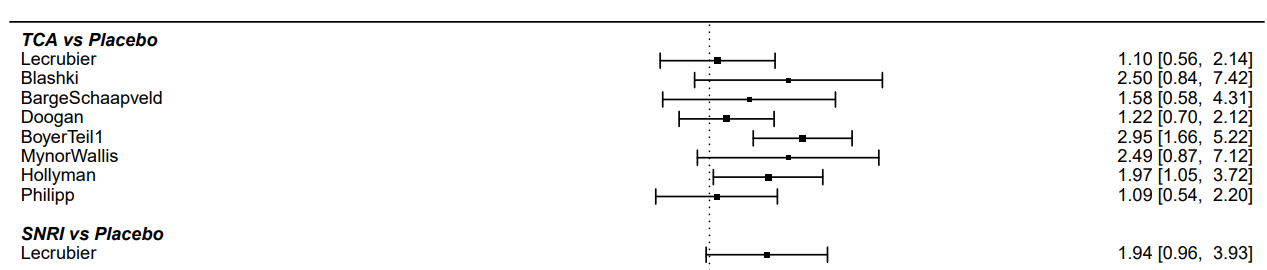 TCA vs Placebo
Lecrubier 1.10 [0.56, 2.14]
Blashki 2.50 [0.84, 7.42]
BargeSchaapveld 1.58 [0.58, 4.31]
Doogan 1.22 [0.70, 2.12]
BoyerTeil1 2.95 [1.66, 5.22]
MynorWallis 2.49 [0.87, 7.12]
Hollyman 1.97 [1.05, 3.72]
Philipp 1.09 [0.54, 2.20]
SNRI vs Placebo
Lecrubier 1.94 [0.96, 3.93]